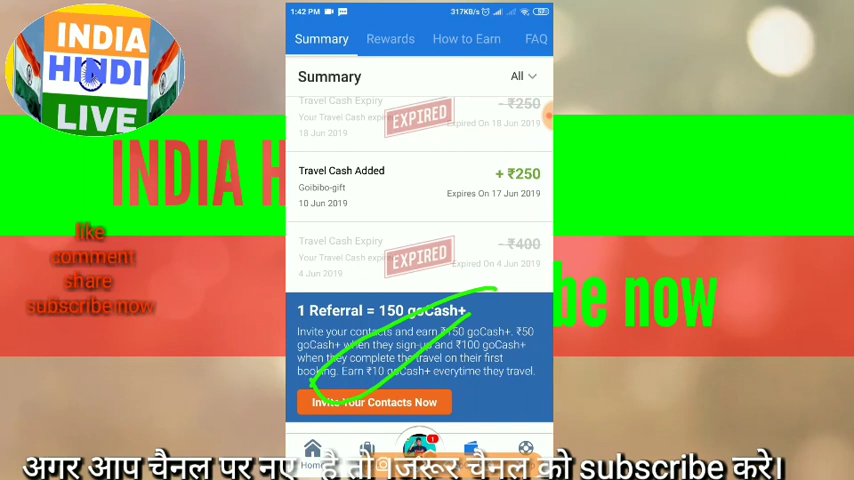 INDIA
HINDI
LIVE
INDIA H
like
comment
share
subscribe now
be now
1:42 PM
317KB/s
57
Summary
Rewards
How to Earn
FAQ
Summary
All
Travel Cash Expiry
- ₹250
Your Travel Cash expire
EXPIRED
Expired On 18 Jun 2019
18 Jun 2019
Travel Cash Added
+ ₹250
Goibibo-gift
Expires On 17 Jun 2019
10 Jun 2019
Travel Cash Expiry
- ₹400
Your Travel Cash expire
EXPIRED
Expired On 4 Jun 2019
4 Jun 2019
1 Referral = 150 goCash+
Invite your contacts and earn ₹150 goCash+. ₹50
goCash+ when they sign-up and ₹100 goCash+
when they complete the travel on their first
booking. Earn ₹10 goCash+ everytime they travel.
Invite Your Contacts Now
Home
अगर आप चैनल पर नए है तो जरूर चैनल को subscribe करे।